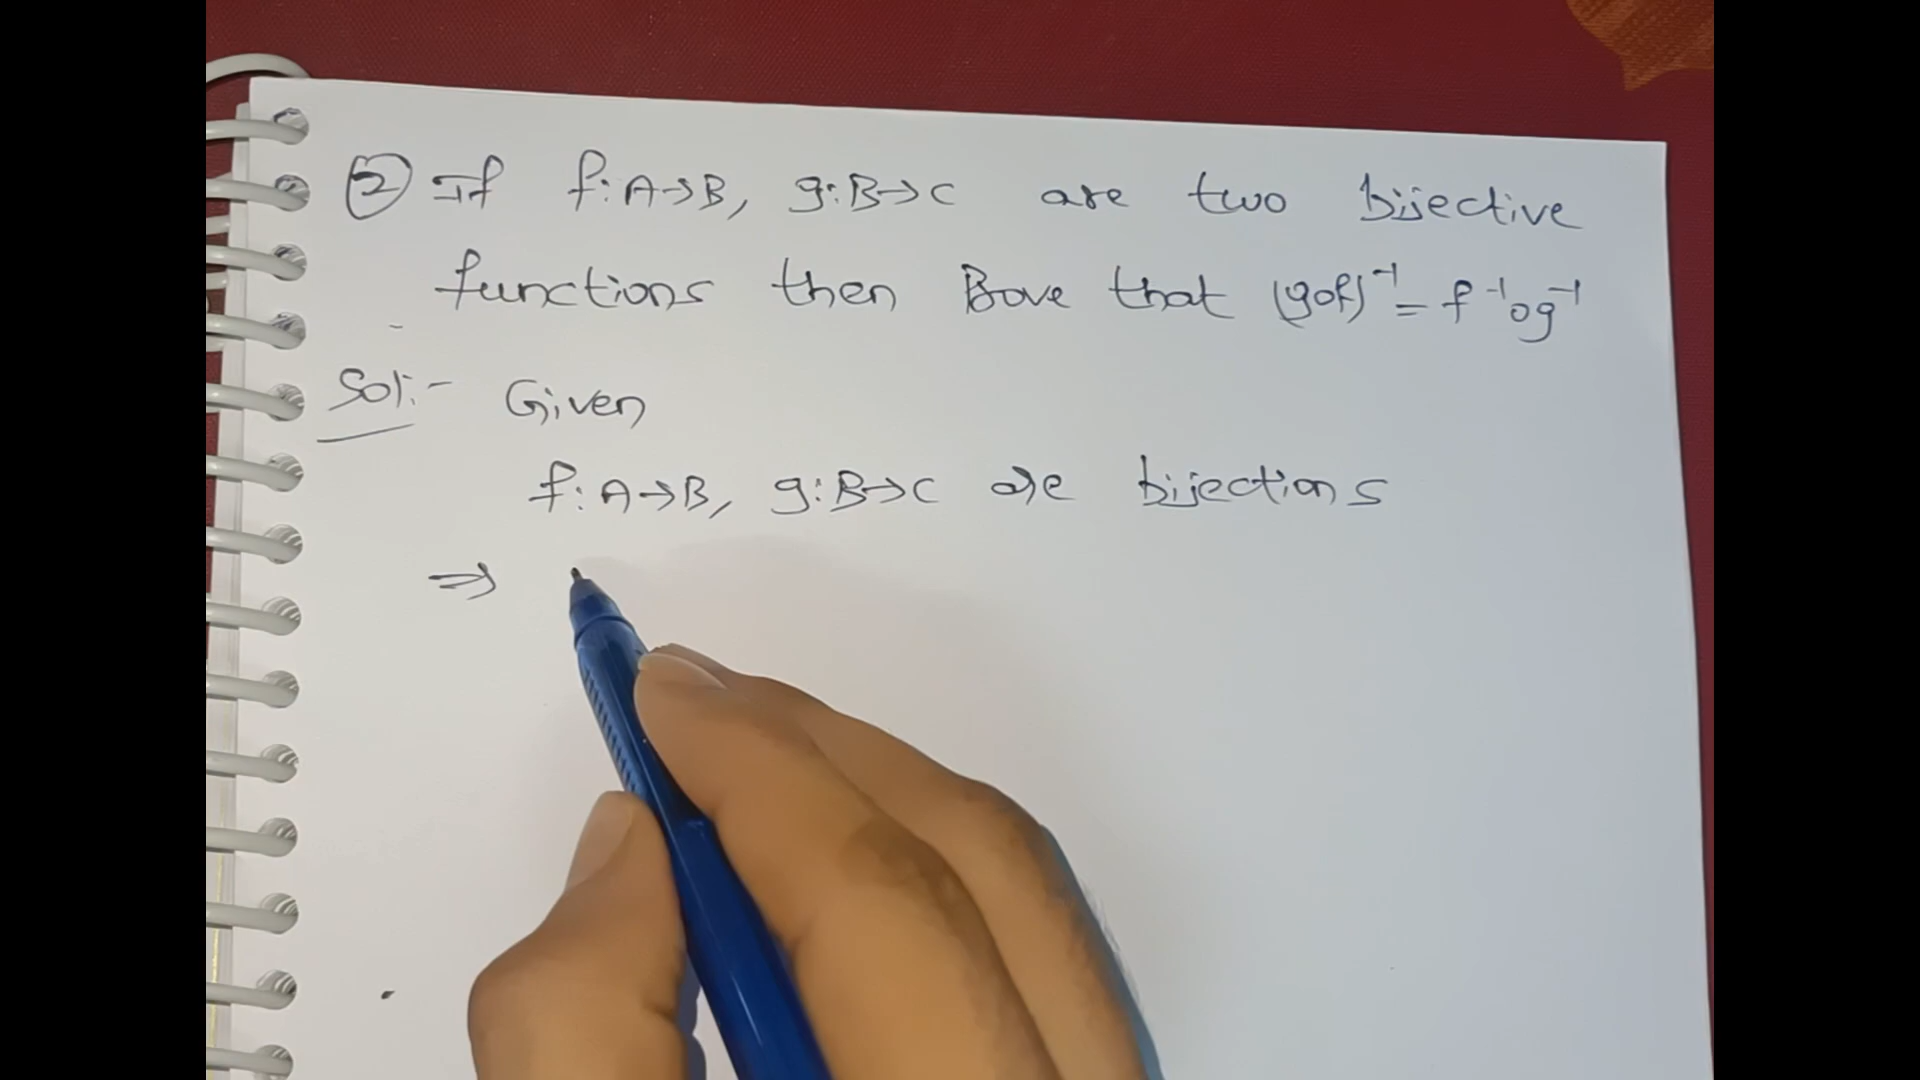 ② If f:A→B, g:B→C are two bijective
functions then Prove that (gof)⁻¹ = f⁻¹og⁻¹
Sol:- Given
f:A→B, g:B→C are bijections
⇒